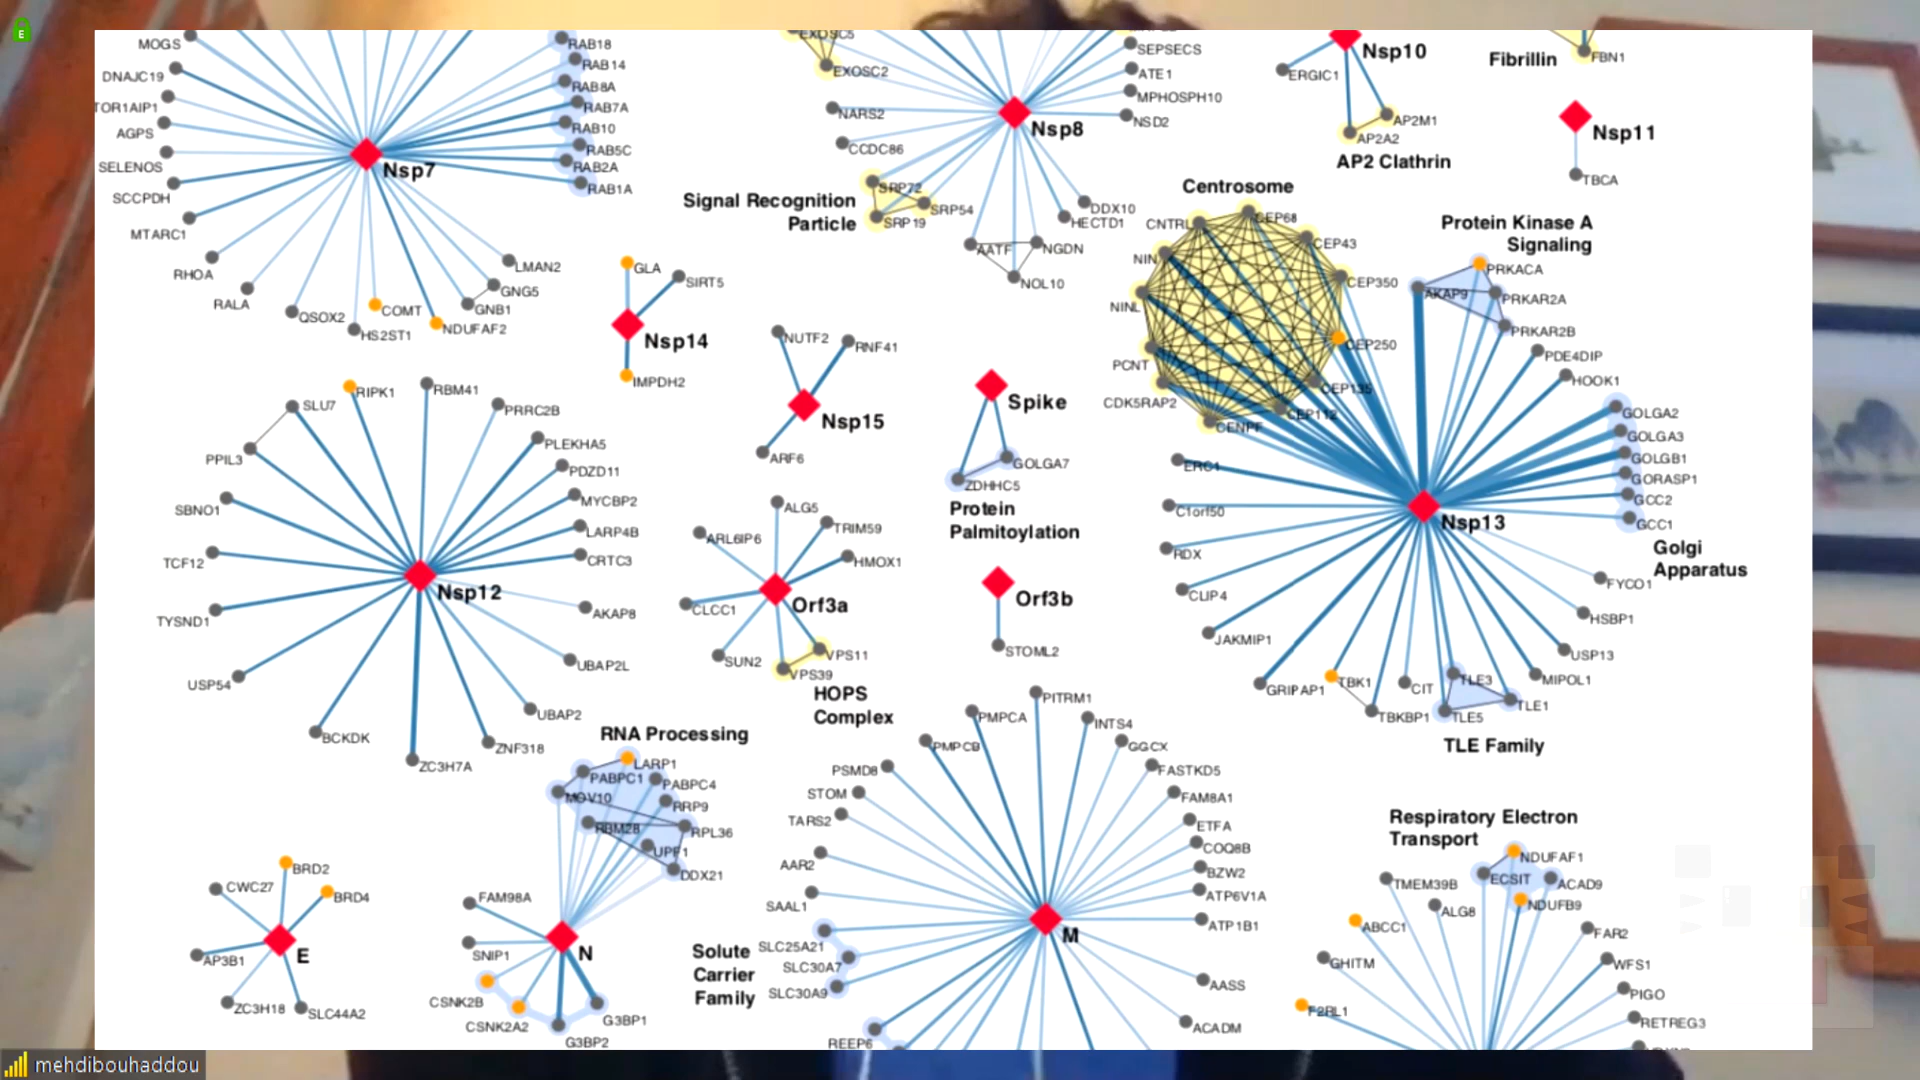 E
MOGS
DNAJC19
TOR1AIP1
AGPS
SELENOS
SCCPDH
MTARC1
RHOA
RALA
QSOX2
HS2ST1
COMT
NDUFAF2
GNB1
GNG5
LMAN2
RAB18
RAB14
RAB8A
RAB7A
RAB10
RAB5C
RAB2A
RAB1A
Nsp7
EXOSC5
EXOSC2
NARS2
CCDC86
SRP72
SRP54
SRP19
Signal Recognition
Particle
AATF
NGDN
NOL10
HECTD1
DDX10
SEPSECS
ATE1
MPHOSPH10
NSD2
Nsp8
Nsp10
ERGIC1
AP2M1
AP2A2
AP2 Clathrin
Fibrillin
FBN1
Nsp11
TBCA
GLA
SIRT5
Nsp14
IMPDH2
NUTF2
RNF41
Nsp15
ARF6
Spike
GOLGA7
ZDHHC5
Protein
Palmitoylation
Centrosome
CNTRL
CEP68
CEP43
NIN
CEP350
NINL
CEP250
PCNT
CEP135
CDK5RAP2
CEP112
CENPF
Protein Kinase A
Signaling
PRKACA
AKAP9
PRKAR2A
PRKAR2B
PDE4DIP
HOOK1
GOLGA2
GOLGA3
GOLGB1
GORASP1
GCC2
GCC1
Golgi
Apparatus
Nsp13
ERC1
C1orf50
RDX
CLIP4
JAKMIP1
GRIPAP1
TBK1
TBKBP1
CIT
TLE3
TLE5
TLE1
TLE Family
MIPOL1
USP13
HSBP1
FYCO1
RIPK1
RBM41
SLU7
PRRC2B
PPIL3
PLEKHA5
PDZD11
SBNO1
MYCBP2
LARP4B
TCF12
CRTC3
Nsp12
TYSND1
AKAP8
USP54
UBAP2L
BCKDK
UBAP2
ZNF318
ZC3H7A
ALG5
ARL6IP6
TRIM59
HMOX1
CLCC1
Orf3a
SUN2
VPS11
VPS39
HOPS
Complex
Orf3b
STOML2
RNA Processing
LARP1
PABPC1
PABPC4
MOV10
RRP9
RBM28
RPL36
UPF1
DDX21
FAM98A
SNIP1
N
CSNK2B
CSNK2A2
G3BP1
G3BP2
BRD2
CWC27
BRD4
E
AP3B1
ZC3H18
SLC44A2
PITRM1
PMPCA
INTS4
PMPCB
GGCX
PSMD8
FASTKD5
STOM
FAM8A1
TARS2
ETFA
COQ8B
AAR2
BZW2
SAAL1
ATP6V1A
ATP1B1
M
SLC25A21
SLC30A7
SLC30A9
Solute
Carrier
Family
AASS
ACADM
REEP6
Respiratory Electron
Transport
NDUFAF1
ECSIT
ACAD9
NDUFB9
TMEM39B
ALG8
ABCC1
GHITM
F2RL1
FAR2
WFS1
PIGO
RETREG3
mehdibouhaddou